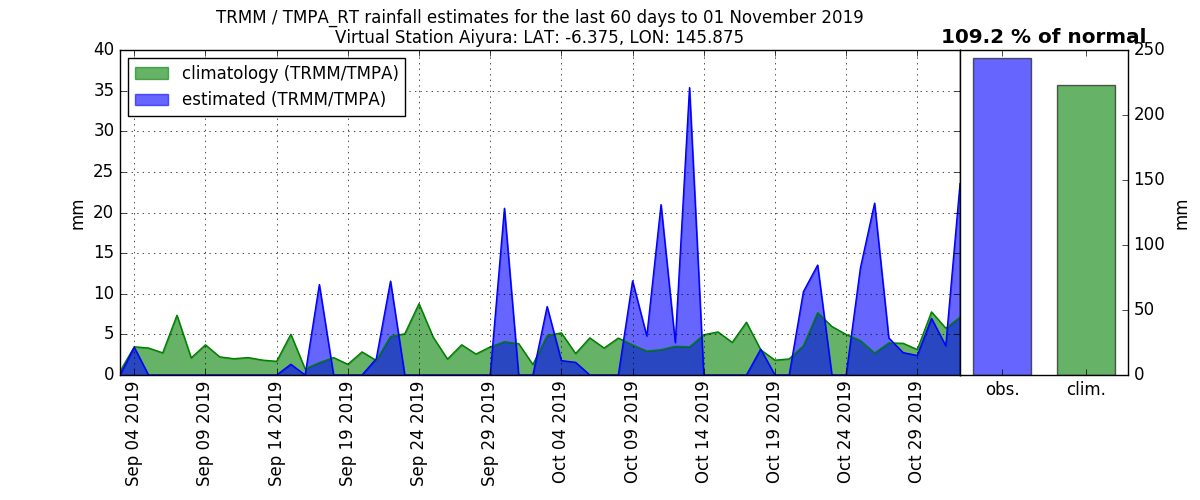 TRMM / TMPA_RT rainfall estimates for the last 60 days to 01 November 2019
Virtual Station Aiyura: LAT: -6.375, LON: 145.875
109.2 % of normal
climatology (TRMM/TMPA)
estimated (TRMM/TMPA)
mm
40
35
30
25
20
15
10
5
0
Sep 04 2019
Sep 09 2019
Sep 14 2019
Sep 19 2019
Sep 24 2019
Sep 29 2019
Oct 04 2019
Oct 09 2019
Oct 14 2019
Oct 19 2019
Oct 24 2019
Oct 29 2019
obs.
clim.
250
200
150
100
50
0
mm